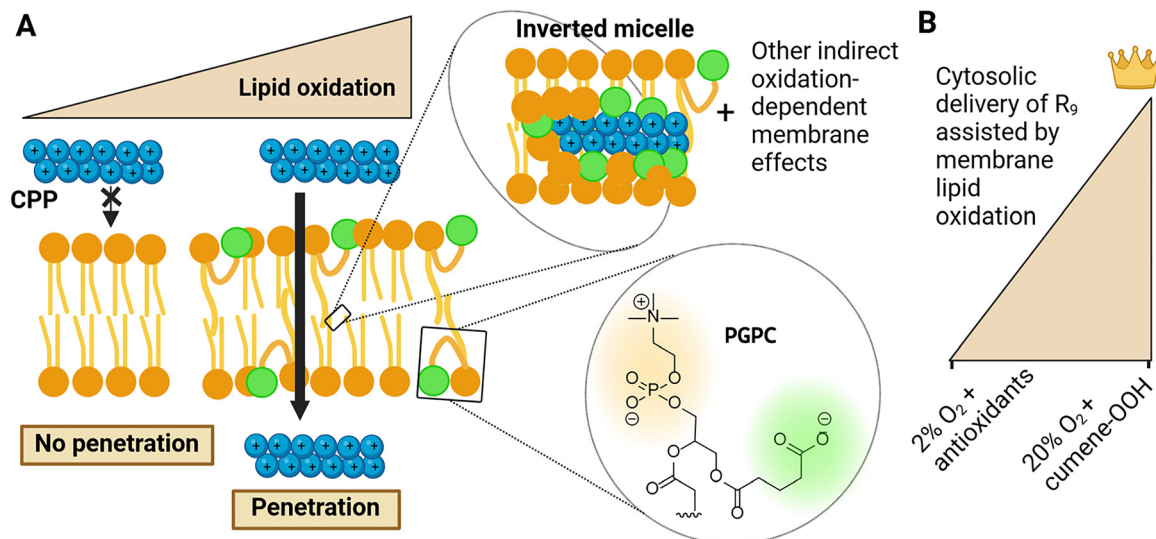 A
Lipid oxidation
CPP
No penetration
Penetration
Inverted micelle
+
Other indirect
oxidation-
dependent
membrane
effects
PGPC
N
O
P
O
O
O
O
O
O
O
O
O
B
Cytosolic
delivery of R₉
assisted by
membrane
lipid
oxidation
2% O₂ +
antioxidants
20% O₂ +
cumene-OOH